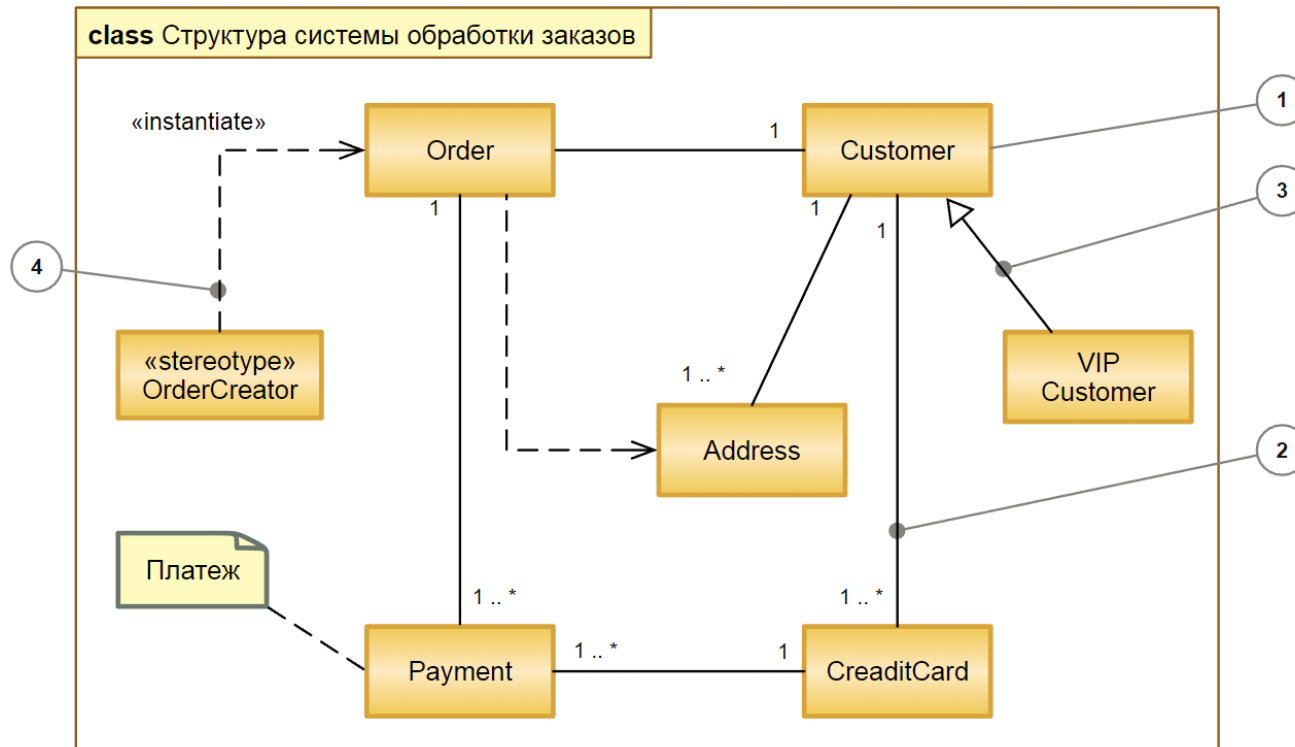 class Структура системы обработки заказов
«instantiate»
Order
1
Customer
1
3
1
1
1
4
«stereotype»
OrderCreator
VIP
Customer
1 .. *
Address
2
Платеж
1 .. *
1 .. *
Payment
1 .. *
1
CreaditCard